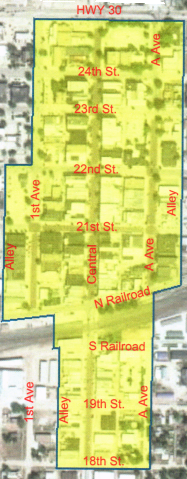 HWY 30
A Ave
24th St.
23rd St.
22nd St.
1st Ave
Alley
21st St.
Alley
Central
A Ave
N Railroad
S Railroad
1st Ave
Alley
19th St.
A Ave
18th St.